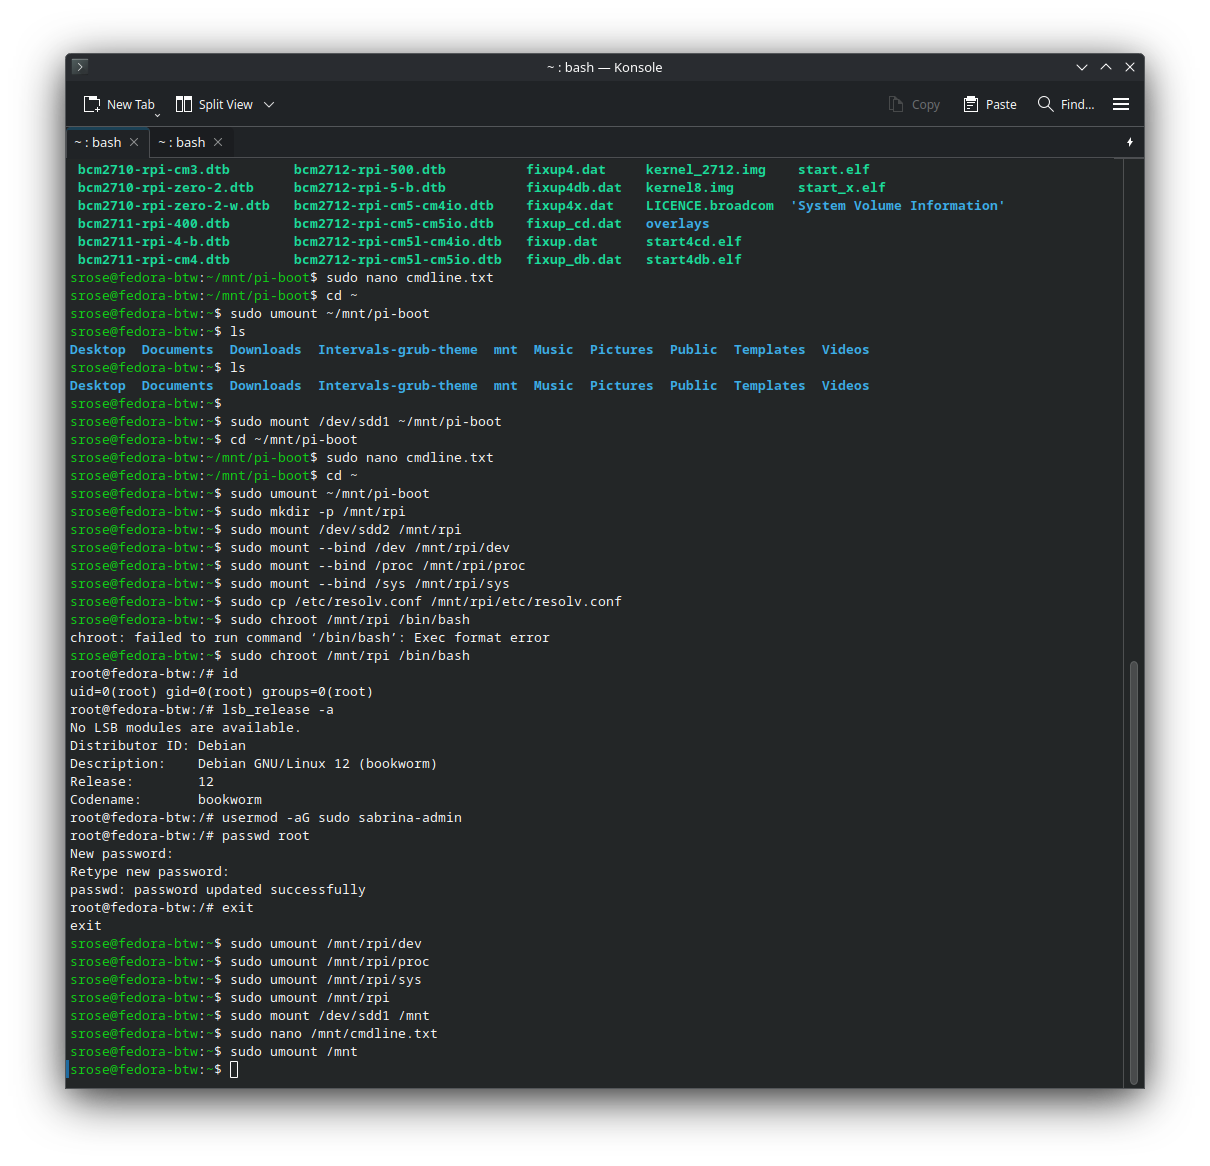 ~ : bash — Konsole
New Tab Split View Copy Paste Find...
~ : bash ~ : bash
bcm2710-rpi-cm3.dtb bcm2712-rpi-500.dtb fixup4.dat kernel_2712.img start.elf
bcm2710-rpi-zero-2.dtb bcm2712-rpi-5-b.dtb fixup4db.dat kernel8.img start_x.elf
bcm2710-rpi-zero-2-w.dtb bcm2712-rpi-cm5-cm4io.dtb fixup4x.dat LICENCE.broadcom 'System Volume Information'
bcm2711-rpi-400.dtb bcm2712-rpi-cm5-cm5io.dtb fixup_cd.dat overlays
bcm2711-rpi-4-b.dtb bcm2712-rpi-cm5l-cm4io.dtb fixup.dat start4cd.elf
bcm2711-rpi-cm4.dtb bcm2712-rpi-cm5l-cm5io.dtb fixup_db.dat start4db.elf
srose@fedora-btw:~/mnt/pi-boot$ sudo nano cmdline.txt
srose@fedora-btw:~/mnt/pi-boot$ cd ~
srose@fedora-btw:~$ sudo umount ~/mnt/pi-boot
srose@fedora-btw:~$ ls
Desktop Documents Downloads Intervals-grub-theme mnt Music Pictures Public Templates Videos
srose@fedora-btw:~$ ls
Desktop Documents Downloads Intervals-grub-theme mnt Music Pictures Public Templates Videos
srose@fedora-btw:~$
srose@fedora-btw:~$ sudo mount /dev/sdd1 ~/mnt/pi-boot
srose@fedora-btw:~$ cd ~/mnt/pi-boot
srose@fedora-btw:~/mnt/pi-boot$ sudo nano cmdline.txt
srose@fedora-btw:~/mnt/pi-boot$ cd ~
srose@fedora-btw:~$ sudo umount ~/mnt/pi-boot
srose@fedora-btw:~$ sudo mkdir -p /mnt/rpi
srose@fedora-btw:~$ sudo mount /dev/sdd2 /mnt/rpi
srose@fedora-btw:~$ sudo mount --bind /dev /mnt/rpi/dev
srose@fedora-btw:~$ sudo mount --bind /proc /mnt/rpi/proc
srose@fedora-btw:~$ sudo mount --bind /sys /mnt/rpi/sys
srose@fedora-btw:~$ sudo cp /etc/resolv.conf /mnt/rpi/etc/resolv.conf
srose@fedora-btw:~$ sudo chroot /mnt/rpi /bin/bash
chroot: failed to run command ‘/bin/bash’: Exec format error
srose@fedora-btw:~$ sudo chroot /mnt/rpi /bin/bash
root@fedora-btw:/# id
uid=0(root) gid=0(root) groups=0(root)
root@fedora-btw:/# lsb_release -a
No LSB modules are available.
Distributor ID: Debian
Description: Debian GNU/Linux 12 (bookworm)
Release: 12
Codename: bookworm
root@fedora-btw:/# usermod -aG sudo sabrina-admin
root@fedora-btw:/# passwd root
New password:
Retype new password:
passwd: password updated successfully
root@fedora-btw:/# exit
exit
srose@fedora-btw:~$ sudo umount /mnt/rpi/dev
srose@fedora-btw:~$ sudo umount /mnt/rpi/proc
srose@fedora-btw:~$ sudo umount /mnt/rpi/sys
srose@fedora-btw:~$ sudo umount /mnt/rpi
srose@fedora-btw:~$ sudo mount /dev/sdd1 /mnt
srose@fedora-btw:~$ sudo nano /mnt/cmdline.txt
srose@fedora-btw:~$ sudo umount /mnt
srose@fedora-btw:~$